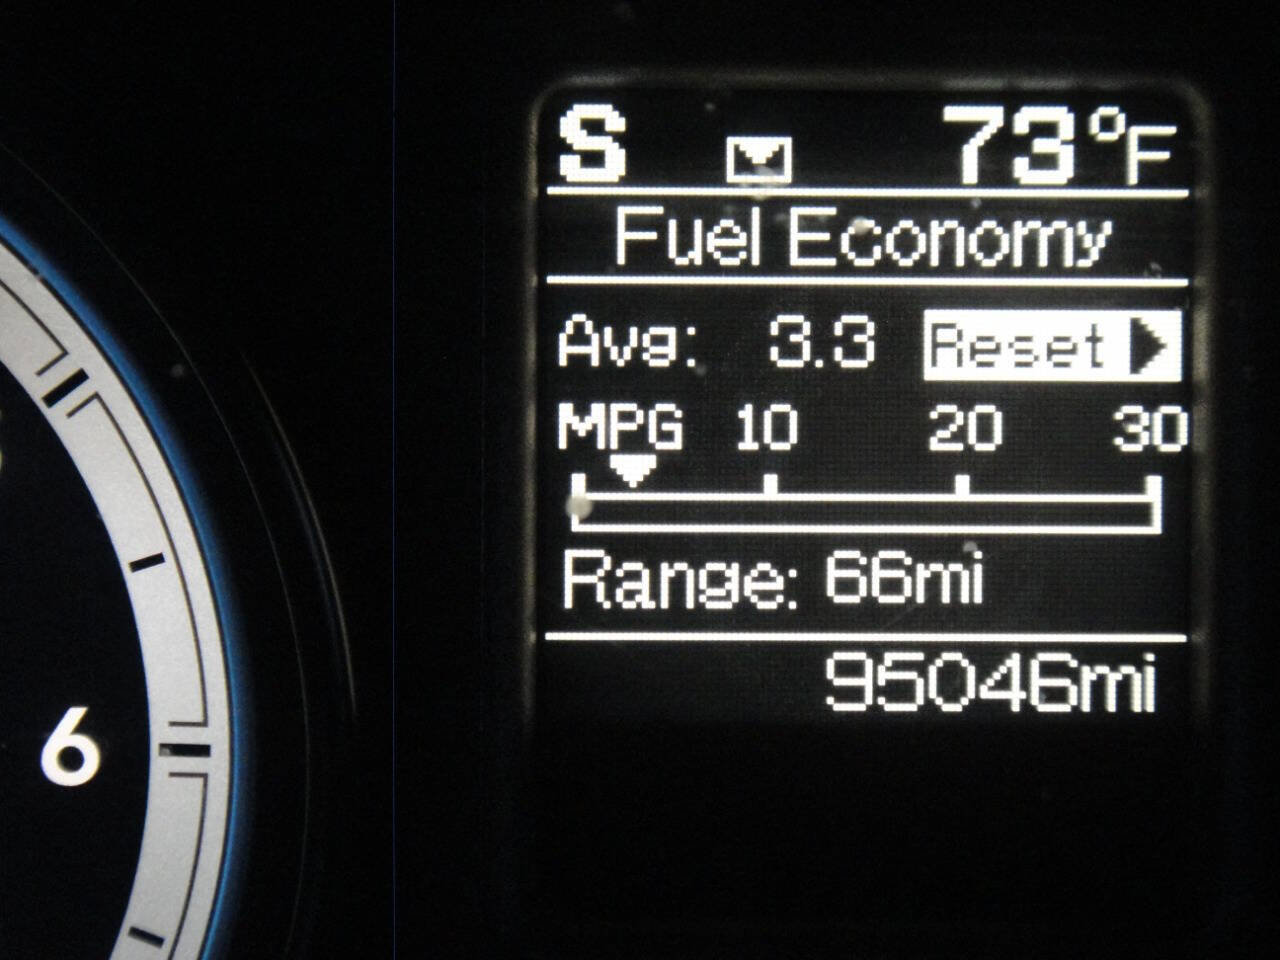 S 73°F
Fuel Economy
Avg: 3.3 Reset
MPG 10 20 30
Range: 66mi
95046mi
6